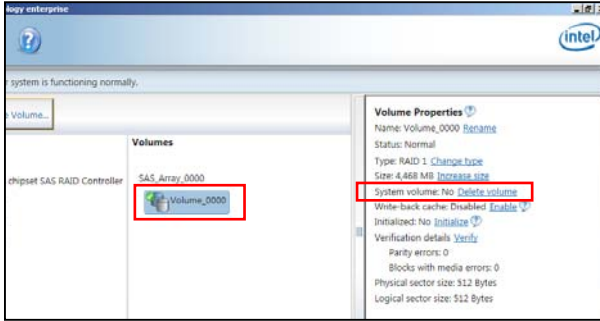 logy enterprise
intel
system is functioning normally.
Volume...
Volumes
chipset SAS RAID Controller
SAS_Array_0000
Volume_0000
Volume Properties
Name: Volume_0000 Rename
Status: Normal
Type: RAID 1 Change type
Size: 4,468 MB Increase size
System volume: No Delete volume
Write-back cache: Disabled Enable
Initialized: No Initialize
Verification details Verify
Parity errors: 0
Blocks with media errors: 0
Physical sector size: 512 Bytes
Logical sector size: 512 Bytes